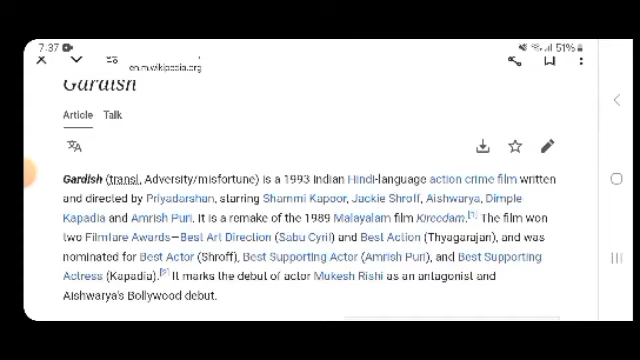 7:37
51%
en.m.wikipedia.org
Gardish
Article Talk
Gardish (transl. Adversity/misfortune) is a 1993 Indian Hindi-language action crime film written
and directed by Priyadarshan, starring Shammi Kapoor, Jackie Shroff, Aishwarya, Dimple
Kapadia and Amrish Puri. It is a remake of the 1989 Malayalam film Kireedam.[1] The film won
two Filmfare Awards—Best Art Direction (Sabu Cyril) and Best Action (Thyagarajan), and was
nominated for Best Actor (Shroff), Best Supporting Actor (Amrish Puri), and Best Supporting
Actress (Kapadia).[2] It marks the debut of actor Mukesh Rishi as an antagonist and
Aishwarya's Bollywood debut.